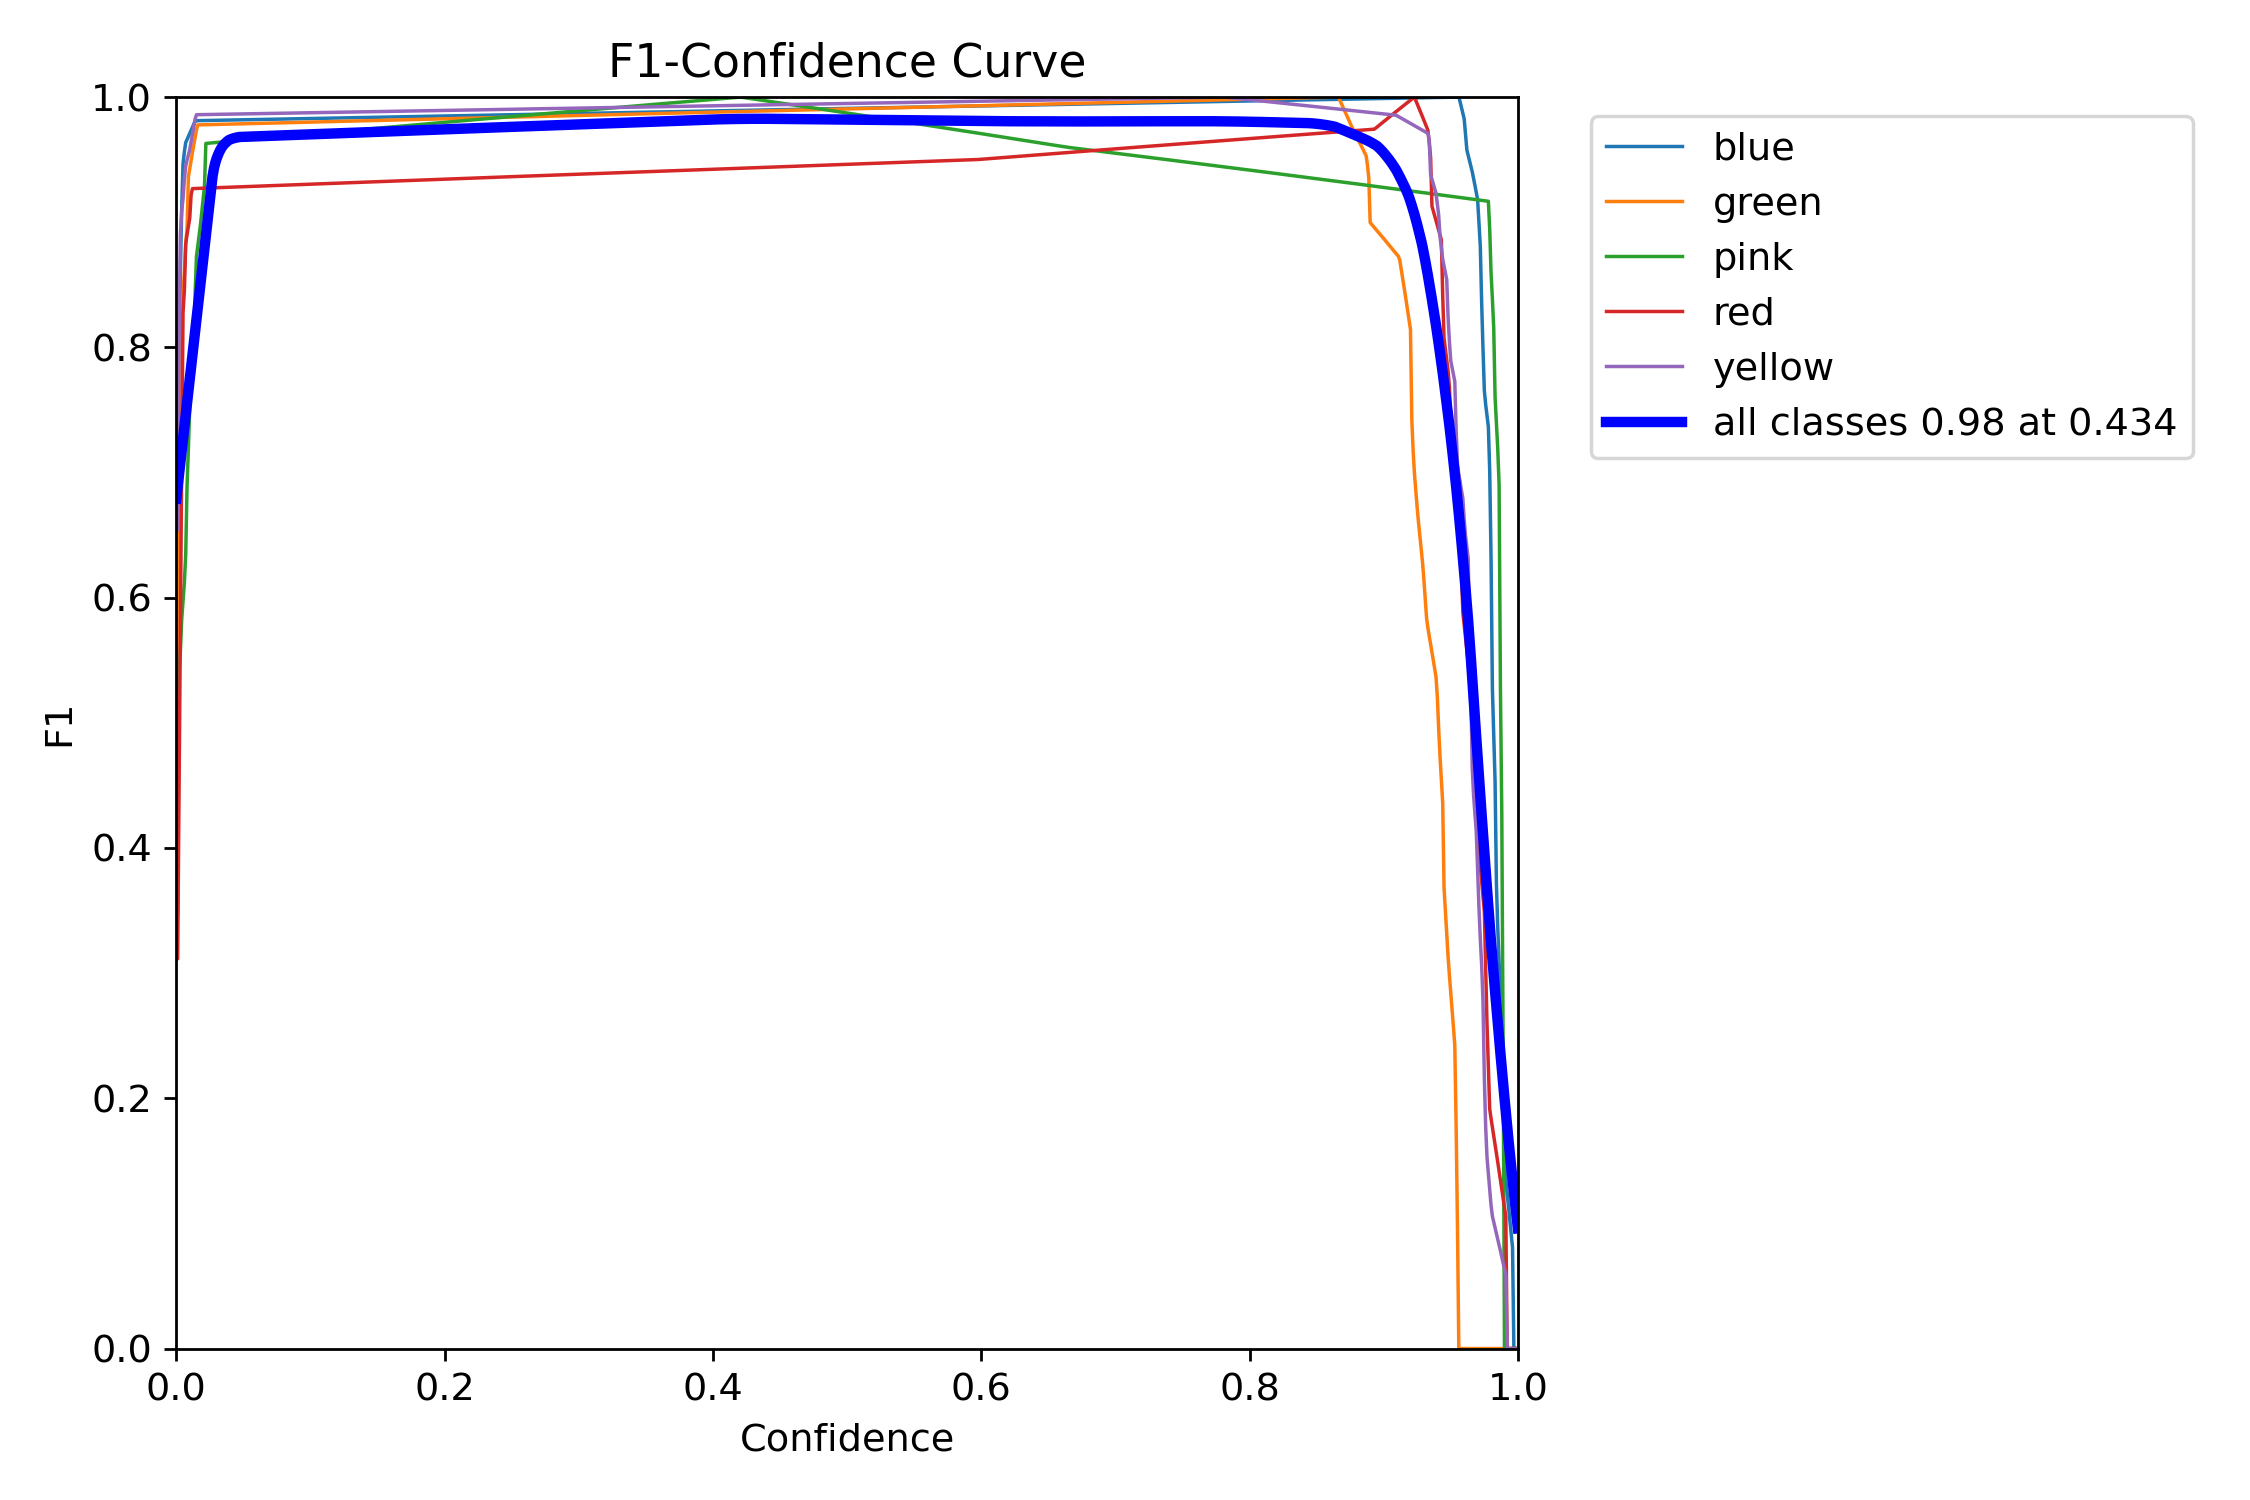 F1-Confidence Curve
1.0
0.8
0.6
0.4
0.2
0.0
F1
0.0 0.2 0.4 0.6 0.8 1.0
Confidence
blue
green
pink
red
yellow
all classes 0.98 at 0.434